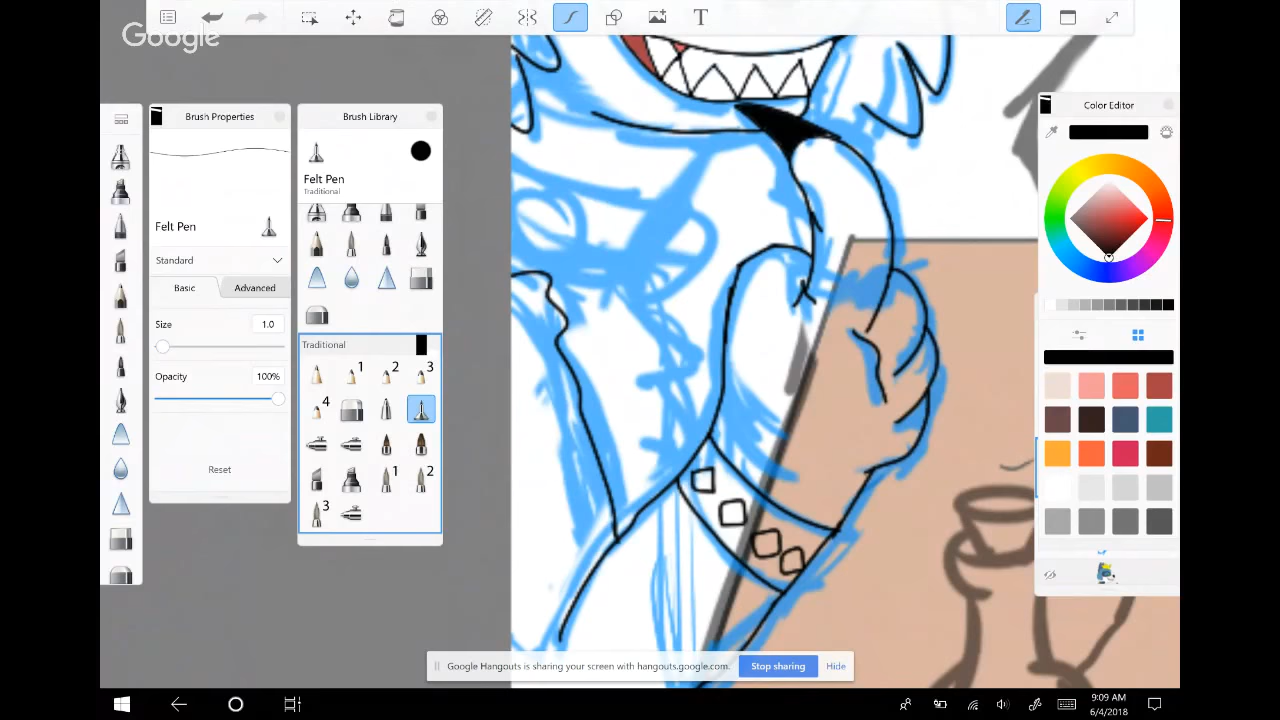 T
Google
Brush Properties
Brush Library
Color Editor
Felt Pen
Traditional
Felt Pen
Standard
Basic
Advanced
Size
1.0
Opacity
100%
Reset
Traditional
1
2
3
4
1
2
3
Google Hangouts is sharing your screen with hangouts.google.com.
Stop sharing
Hide
9:09 AM
6/4/2018